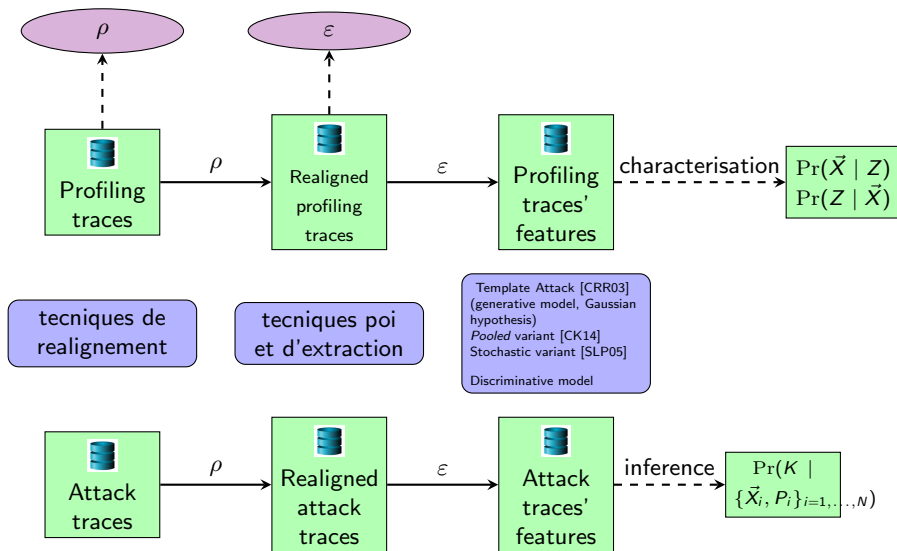 ρ
ε
Profiling
traces
ρ
Realigned
profiling
traces
ε
Profiling
traces'
features
characterisation
Pr(X⃗ | Z)
Pr(Z | X⃗)
tecniques de
realignement
tecniques poi
et d'extraction
Template Attack [CRR03]
(generative model, Gaussian
hypothesis)
Pooled variant [CK14]
Stochastic variant [SLP05]
Discriminative model
Attack
traces
ρ
Realigned
attack
traces
ε
Attack
traces'
features
inference
Pr(K |
{X⃗ᵢ, Pᵢ}ᵢ₌₁,…,N)